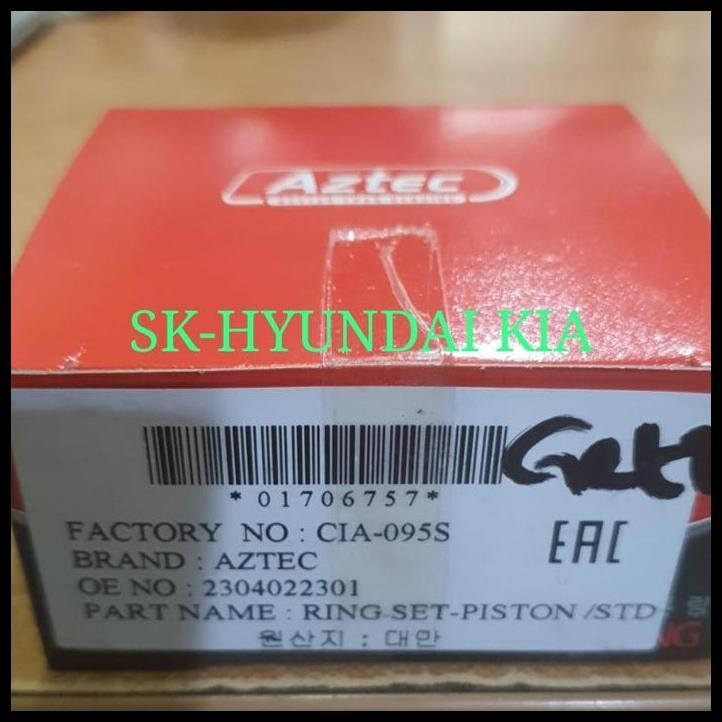 Aztec
SK-HYUNDAI KIA
*01706757*
FACTORY NO : CIA-095S
EAC
BRAND : AZTEC
OE NO : 2304022301
PART NAME : RING SET-PISTON /STD
원산지 : 대만